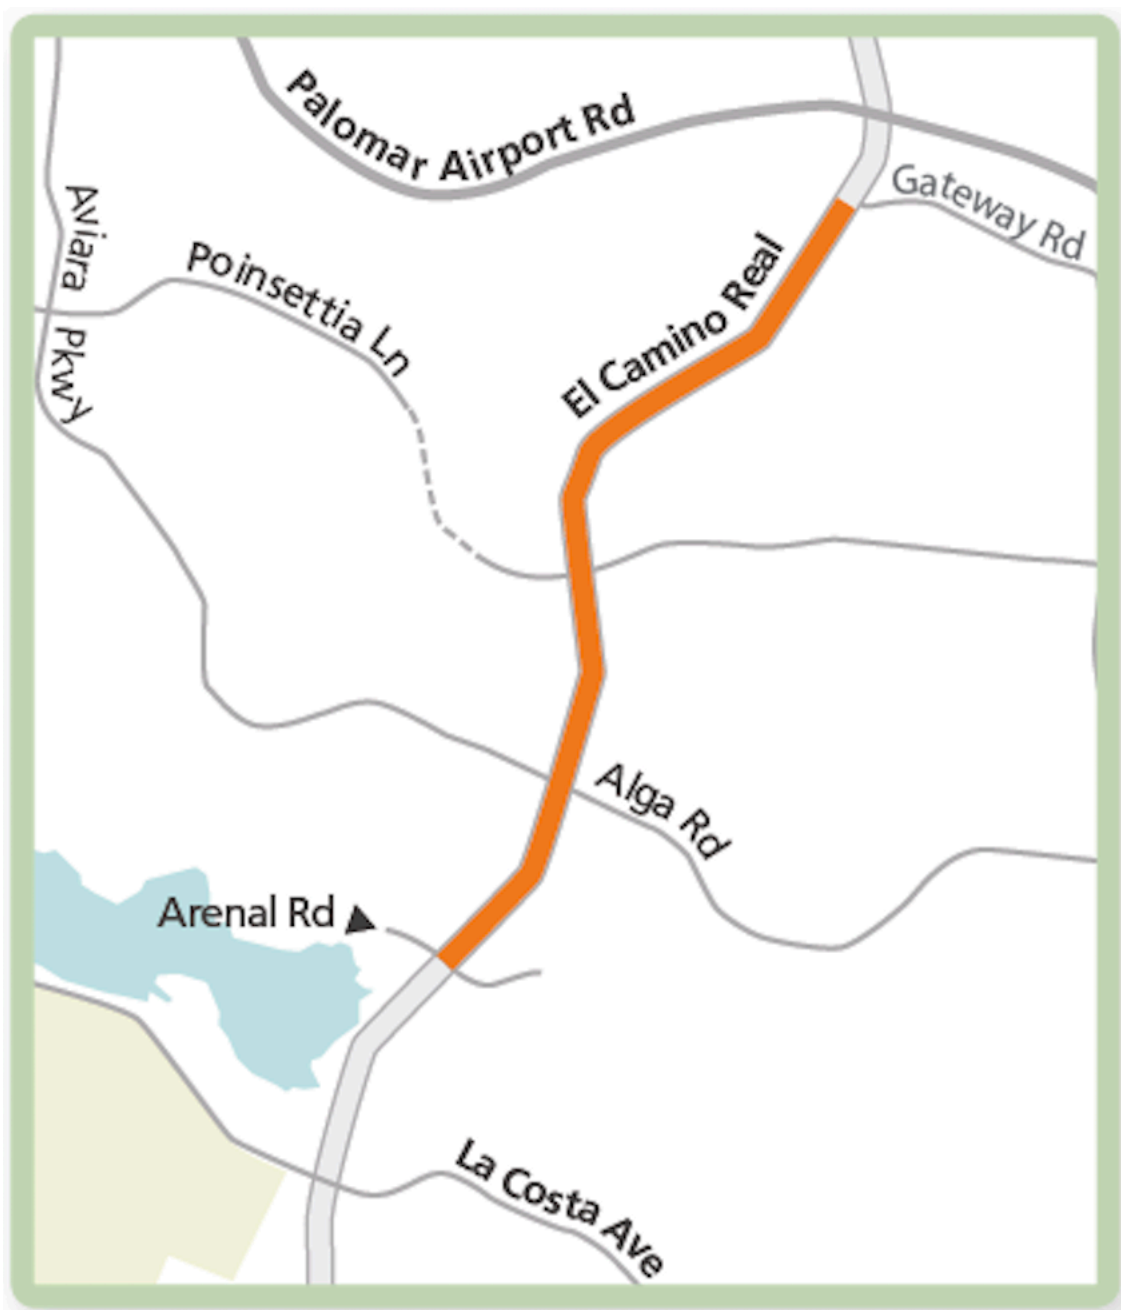 Palomar Airport Rd
Gateway Rd
Aviara Pkwy
Poinsettia Ln
El Camino Real
Alga Rd
Arenal Rd
La Costa Ave